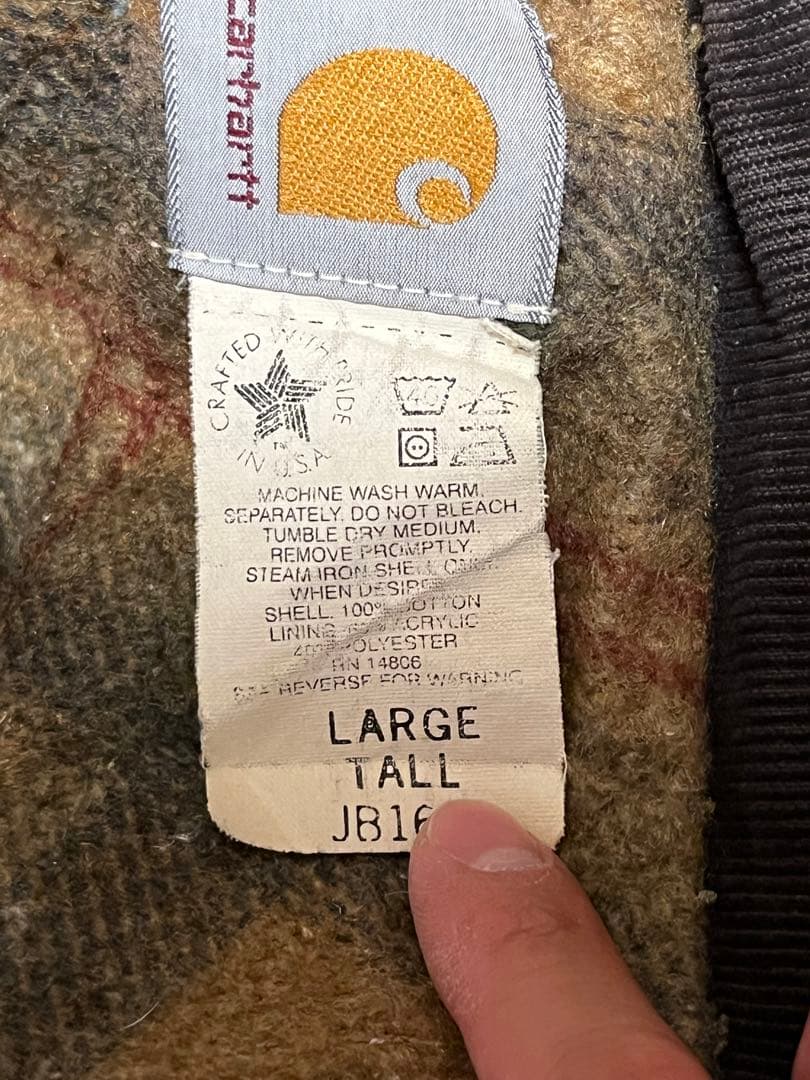 carhartt
CRAFTED WITH PRIDE
IN U.S.A
TM
40
MACHINE WASH WARM.
SEPARATELY. DO NOT BLEACH.
TUMBLE DRY MEDIUM.
REMOVE PROMPTLY.
STEAM IRON SHELL ONLY
WHEN DESIRED
SHELL. 100% COTTON
LINING ACRYLIC
POLYESTER
RN 14806
SEE REVERSE FOR WARNING
LARGE
TALL
JB16